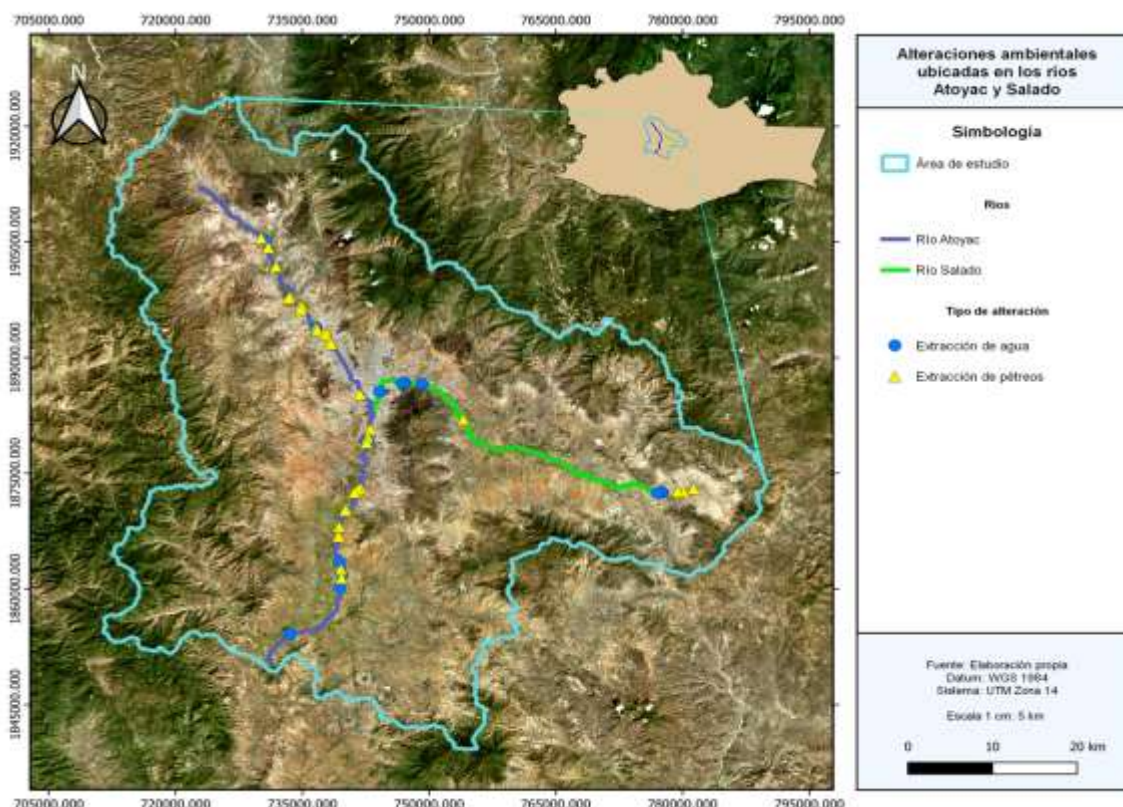 705000.000 720000.000 735000.000 750000.000 765000.000 780000.000 795000.000
N
1920000.000
1905000.000
1890000.000
1875000.000
1860000.000
1845000.000
705000.000 720000.000 735000.000 750000.000 765000.000 780000.000 795000.000
Alteraciones ambientales
ubicadas en los ríos
Atoyac y Salado
Simbología
Área de estudio
Ríos
Río Atoyac
Río Salado
Tipo de alteración
Extracción de agua
Extracción de pétreos
Fuente: Elaboración propia
Datum: WGS 1984
Sistema: UTM Zona 14
Escala 1 cm: 5 km
0 10 20 km